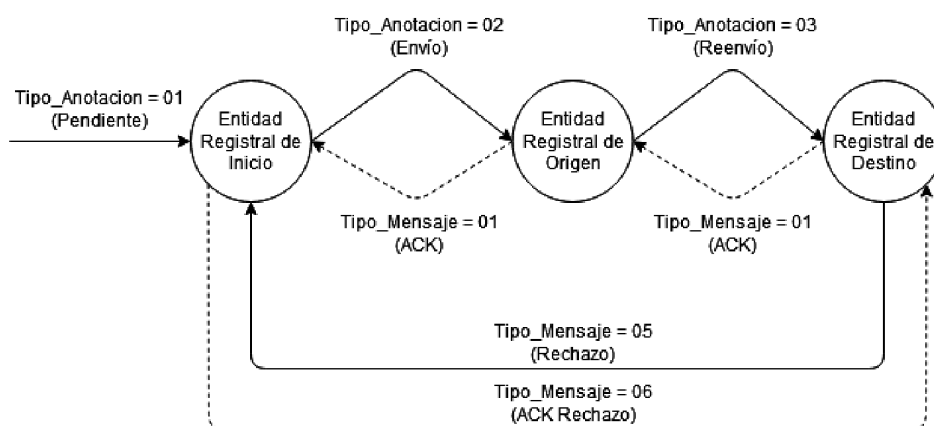 Tipo_Anotacion = 02
(Envío)
Tipo_Anotacion = 03
(Reenvío)
Tipo_Anotacion = 01
(Pendiente)
Entidad
Registral de
Inicio
Entidad
Registral de
Origen
Entidad
Registral de
Destino
Tipo_Mensaje = 01
(ACK)
Tipo_Mensaje = 01
(ACK)
Tipo_Mensaje = 05
(Rechazo)
Tipo_Mensaje = 06
(ACK Rechazo)